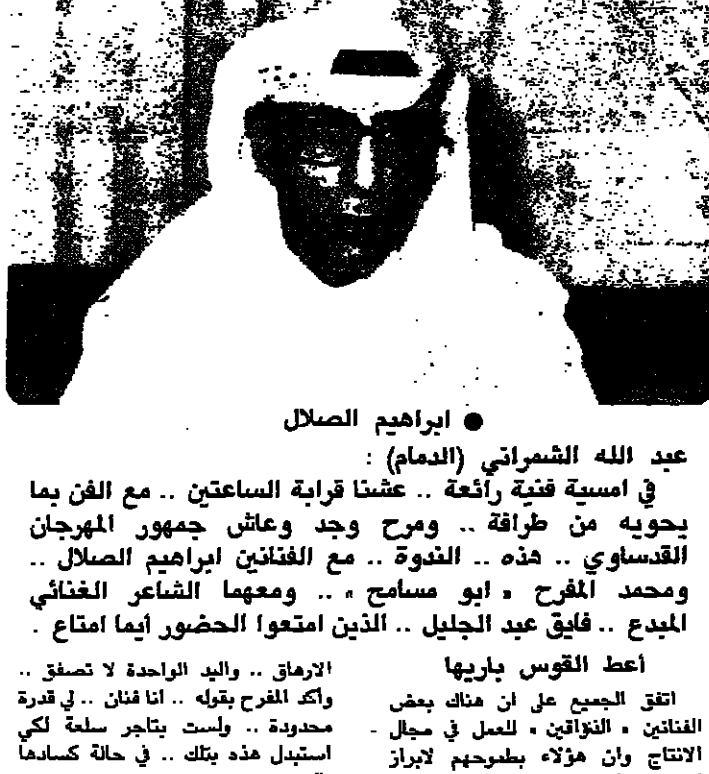 ● ابراهيم الصلال
عبد الله الشمراني (الدمام) :
في امسية فنية رائعة .. عشنا قرابة الساعتين .. مع الفن بما
يحويه من طرافة .. ومرح وجد وعاش جمهور المهرجان
القدساوي .. هذه .. الندوة .. مع الفنانين ابراهيم الصلال ..
ومحمد المفرح « ابو مسامح » .. ومعهما الشاعر الغنائي
المبدع .. فايق عبد الجليل .. الذين امتعوا الحضور أيما امتاع .
أعط القوس باريها
اتفق الجميع على ان هناك بعض
الفنانين « الذواقين » للعمل في مجال -
الانتاج وان هؤلاء بطموحهم لابراز
الارهاق .. واليد الواحدة لا تصفق ..
وأكد المفرح بقوله .. انا فنان .. لي قدرة
محدودة .. ولست بتاجر سلعة لكي
استبدل هذه بتلك .. في حالة كسادها